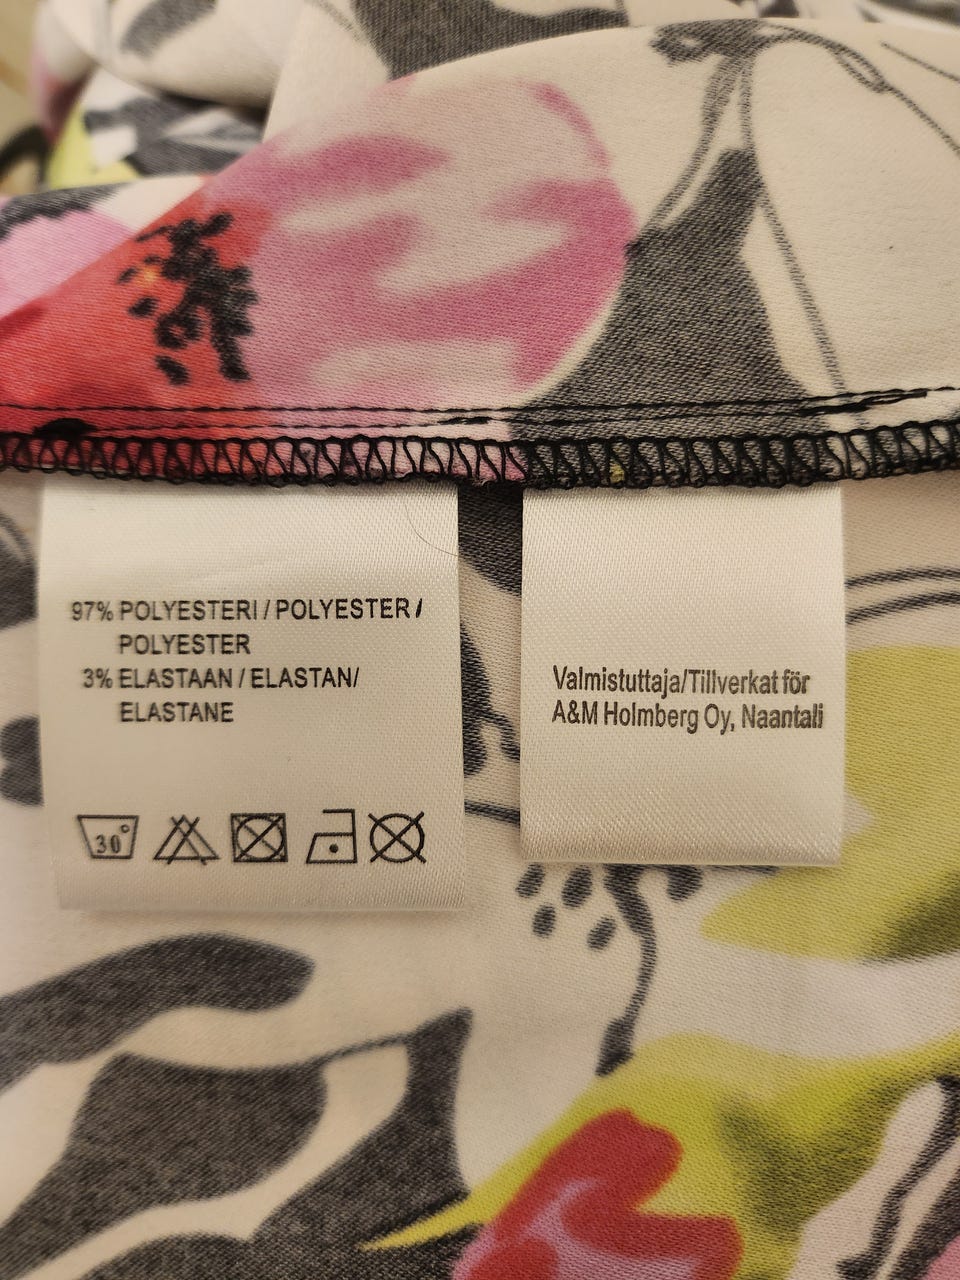 97% POLYESTERI / POLYESTER /
POLYESTER
3% ELASTAAN / ELASTAN/
ELASTANE
30°
Valmistuttaja/Tillverkat för
A&M Holmberg Oy, Naantali